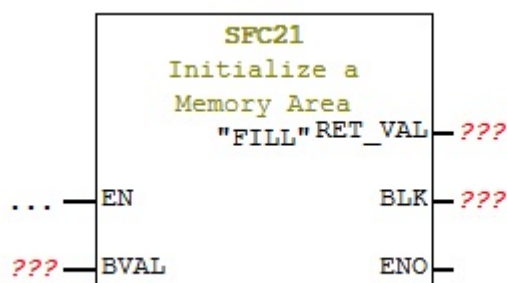 SFC21
Initialize a
Memory Area
"FILL" RET_VAL ???
... EN BLK ???
??? BVAL ENO